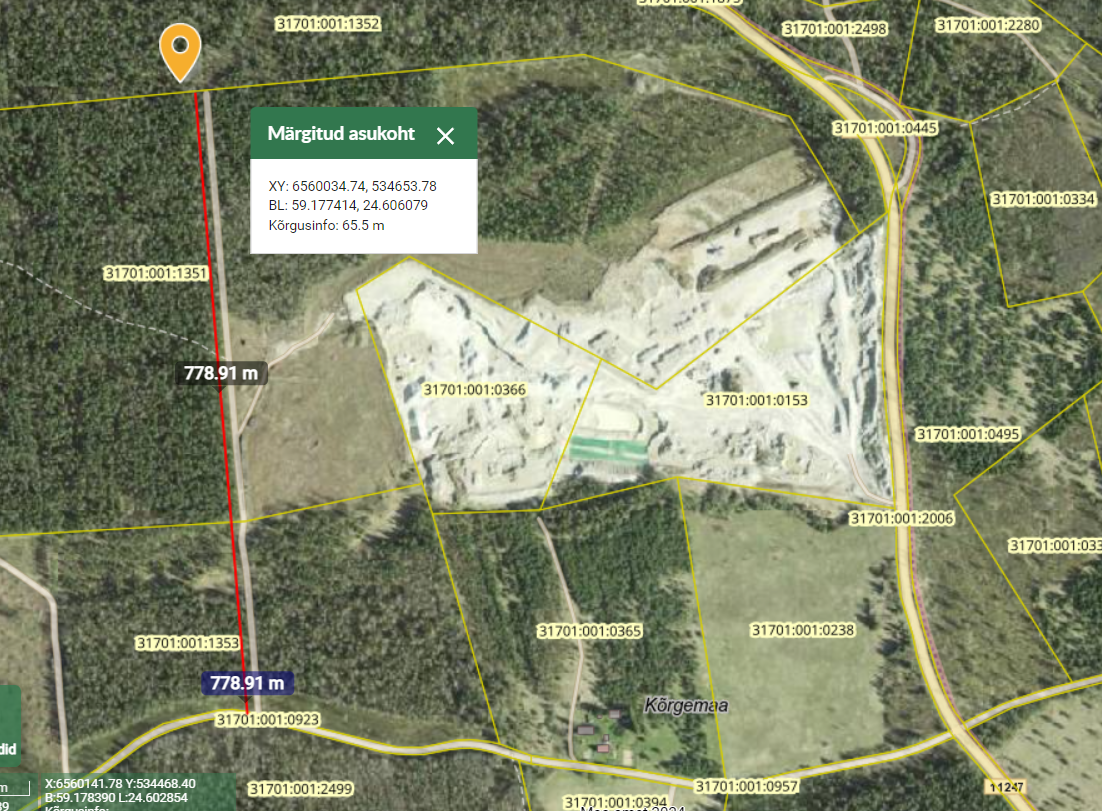 31701:001:1352
31701:001:2498
31701:001:2280
Märgitud asukoht
31701:001:0445
XY: 6560034.74, 534653.78
BL: 59.177414, 24.606079
Kõrgusinfo: 65.5 m
31701:001:0334
31701:001:1351
778.91 m
31701:001:0366
31701:001:0153
31701:001:0495
31701:001:2006
31701:001:033
31701:001:1353
31701:001:0365
31701:001:0238
778.91 m
Kõrgemaa
31701:001:0923
did
m
X:6560141.78 Y:534468.40
31701:001:2499
31701:001:0957
11247
B:59.178390 L:24.602854
31701:001:0394